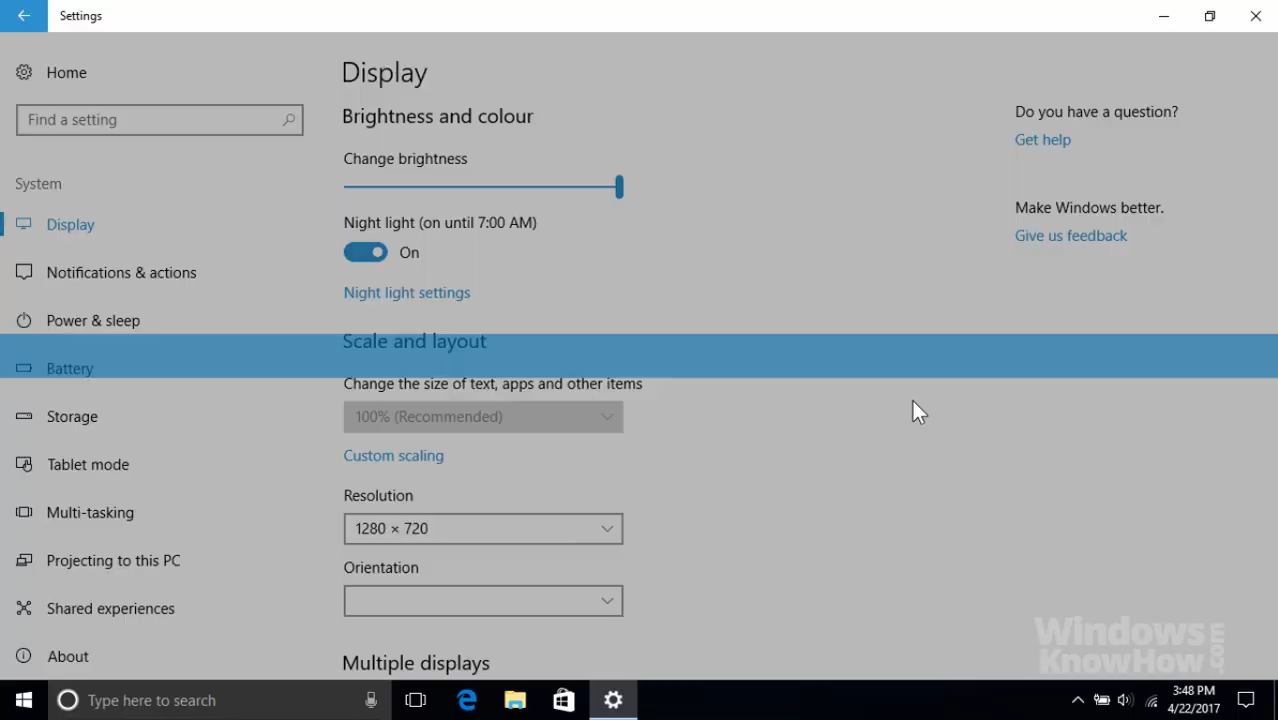 Settings
Home
Find a setting
System
Display
Notifications & actions
Power & sleep
Battery
Storage
Tablet mode
Multi-tasking
Projecting to this PC
Shared experiences
About
Display
Brightness and colour
Change brightness
Night light (on until 7:00 AM)
On
Night light settings
Scale and layout
Change the size of text, apps and other items
100% (Recommended)
Custom scaling
Resolution
1280 × 720
Orientation
Multiple displays
Do you have a question?
Get help
Make Windows better.
Give us feedback
Windows
KnowHow.com
Type here to search
3:48 PM
4/22/2017